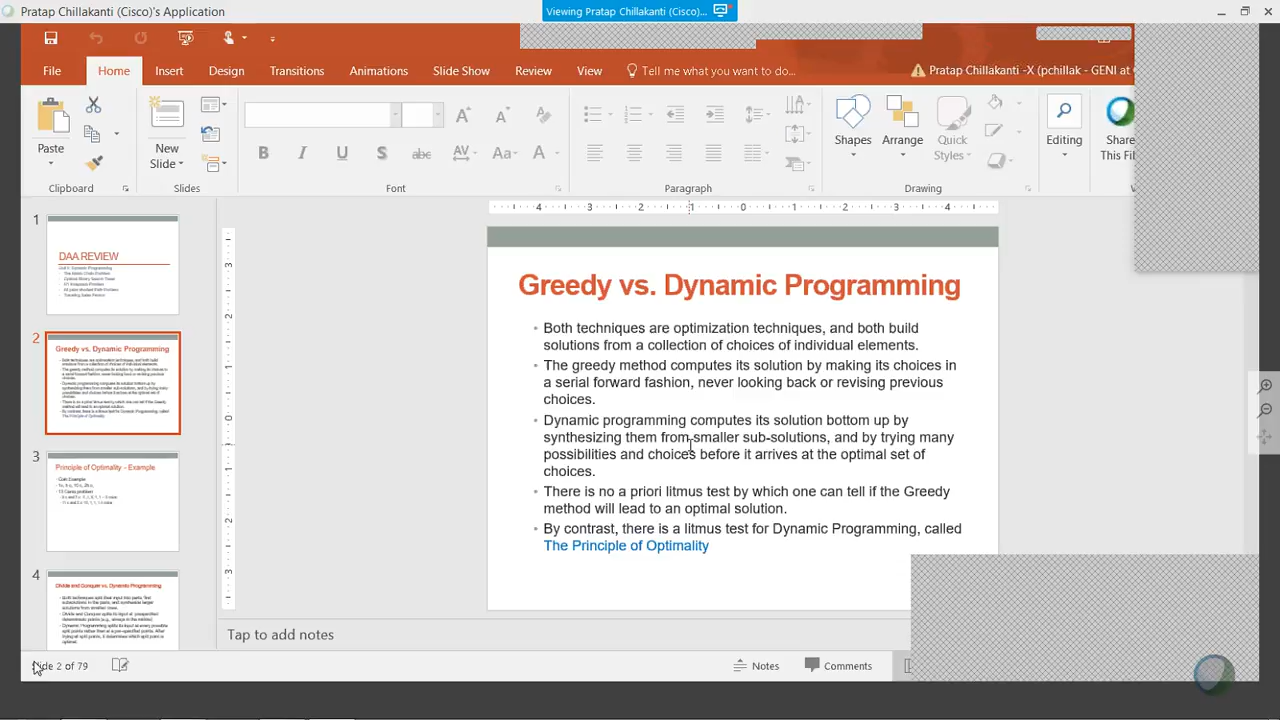 Pratap Chillakanti (Cisco)'s Application
Viewing Pratap Chillakanti (Cisco)...
File Home Insert Design Transitions Animations Slide Show Review View Tell me what you want to do... Pratap Chillakanti -X (pchillak - GENI at C
Paste
New Slide
Shapes
Arrange
Quick Styles
Editing
Share This Fil
Clipboard Slides Font Paragraph Drawing
1
DAA REVIEW
2
Greedy vs. Dynamic Programming
3
Principle of Optimality - Example
4
Divide and Conquer vs. Dynamic Programming
Greedy vs. Dynamic Programming
Both techniques are optimization techniques, and both build
solutions from a collection of choices of individual elements.
The greedy method computes its solution by making its choices in
a serial forward fashion, never looking back or revising previous
choices.
Dynamic programming computes its solution bottom up by
synthesizing them from smaller sub-solutions, and by trying many
possibilities and choices before it arrives at the optimal set of
choices.
There is no a priori litmus test by which one can tell if the Greedy
method will lead to an optimal solution.
By contrast, there is a litmus test for Dynamic Programming, called
The Principle of Optimality
Tap to add notes
Slide 2 of 79
Notes Comments